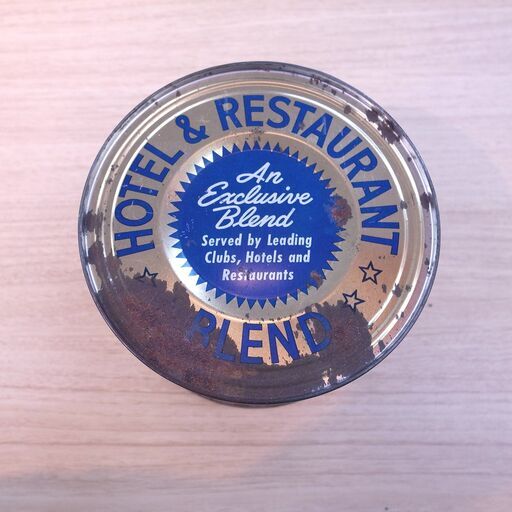 HOTEL & RESTAURANT
An
Exclusive
Blend
Served by Leading
Clubs, Hotels and
Restaurants
BLEND